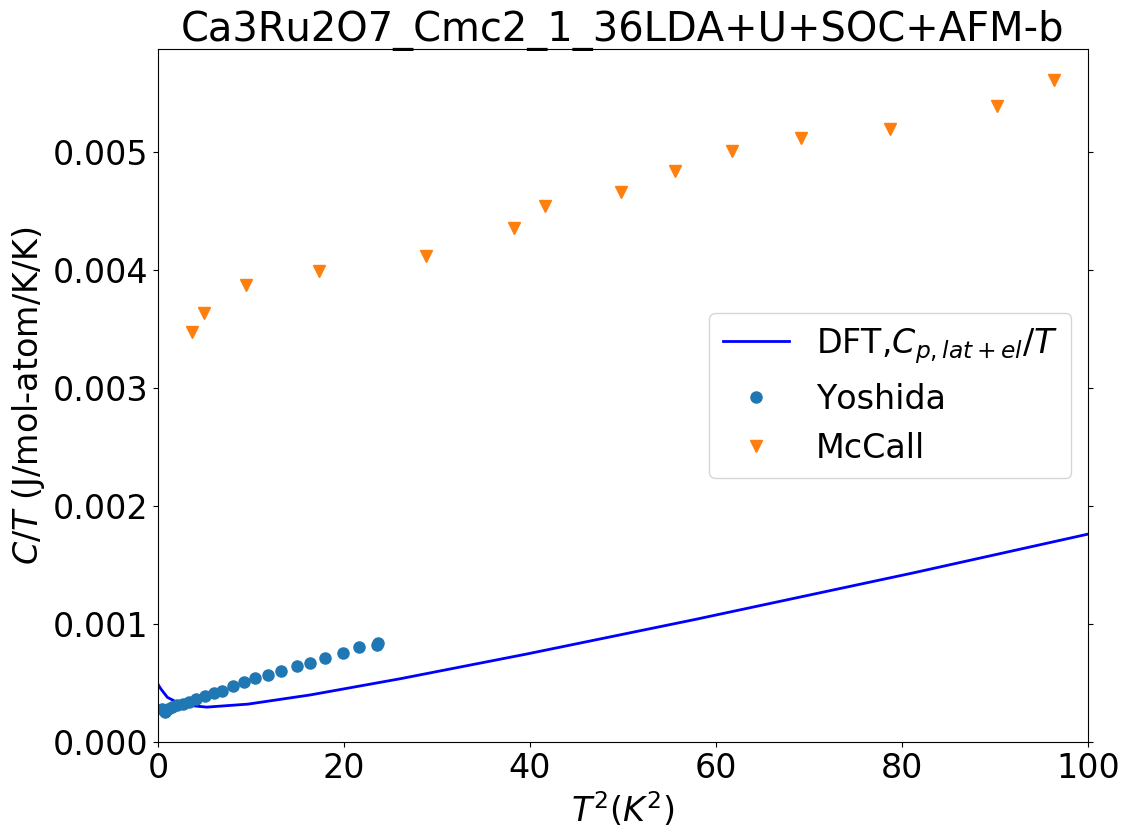 Ca3Ru2O7_Cmc2_1_36LDA+U+SOC+AFM-b
C/T (J/mol-atom/K/K)
0.005
0.004
0.003
0.002
0.001
0.000
DFT,C_{p,lat+el}/T
Yoshida
McCall
0 20 40 60 80 100
T^2(K^2)